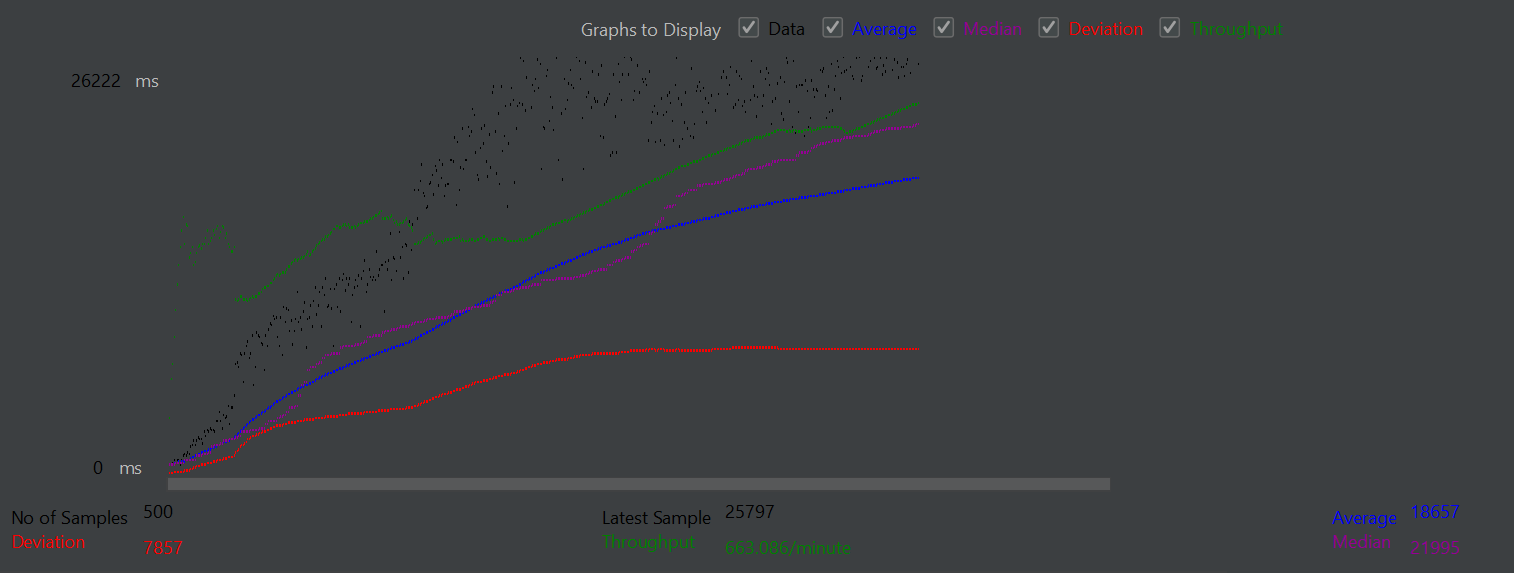 Graphs to Display Data Average Median Deviation Throughput
26222 ms
0 ms
No of Samples 500 Latest Sample 25797 Average 18657
Deviation 7857 Throughput 663.086/minute Median 21995